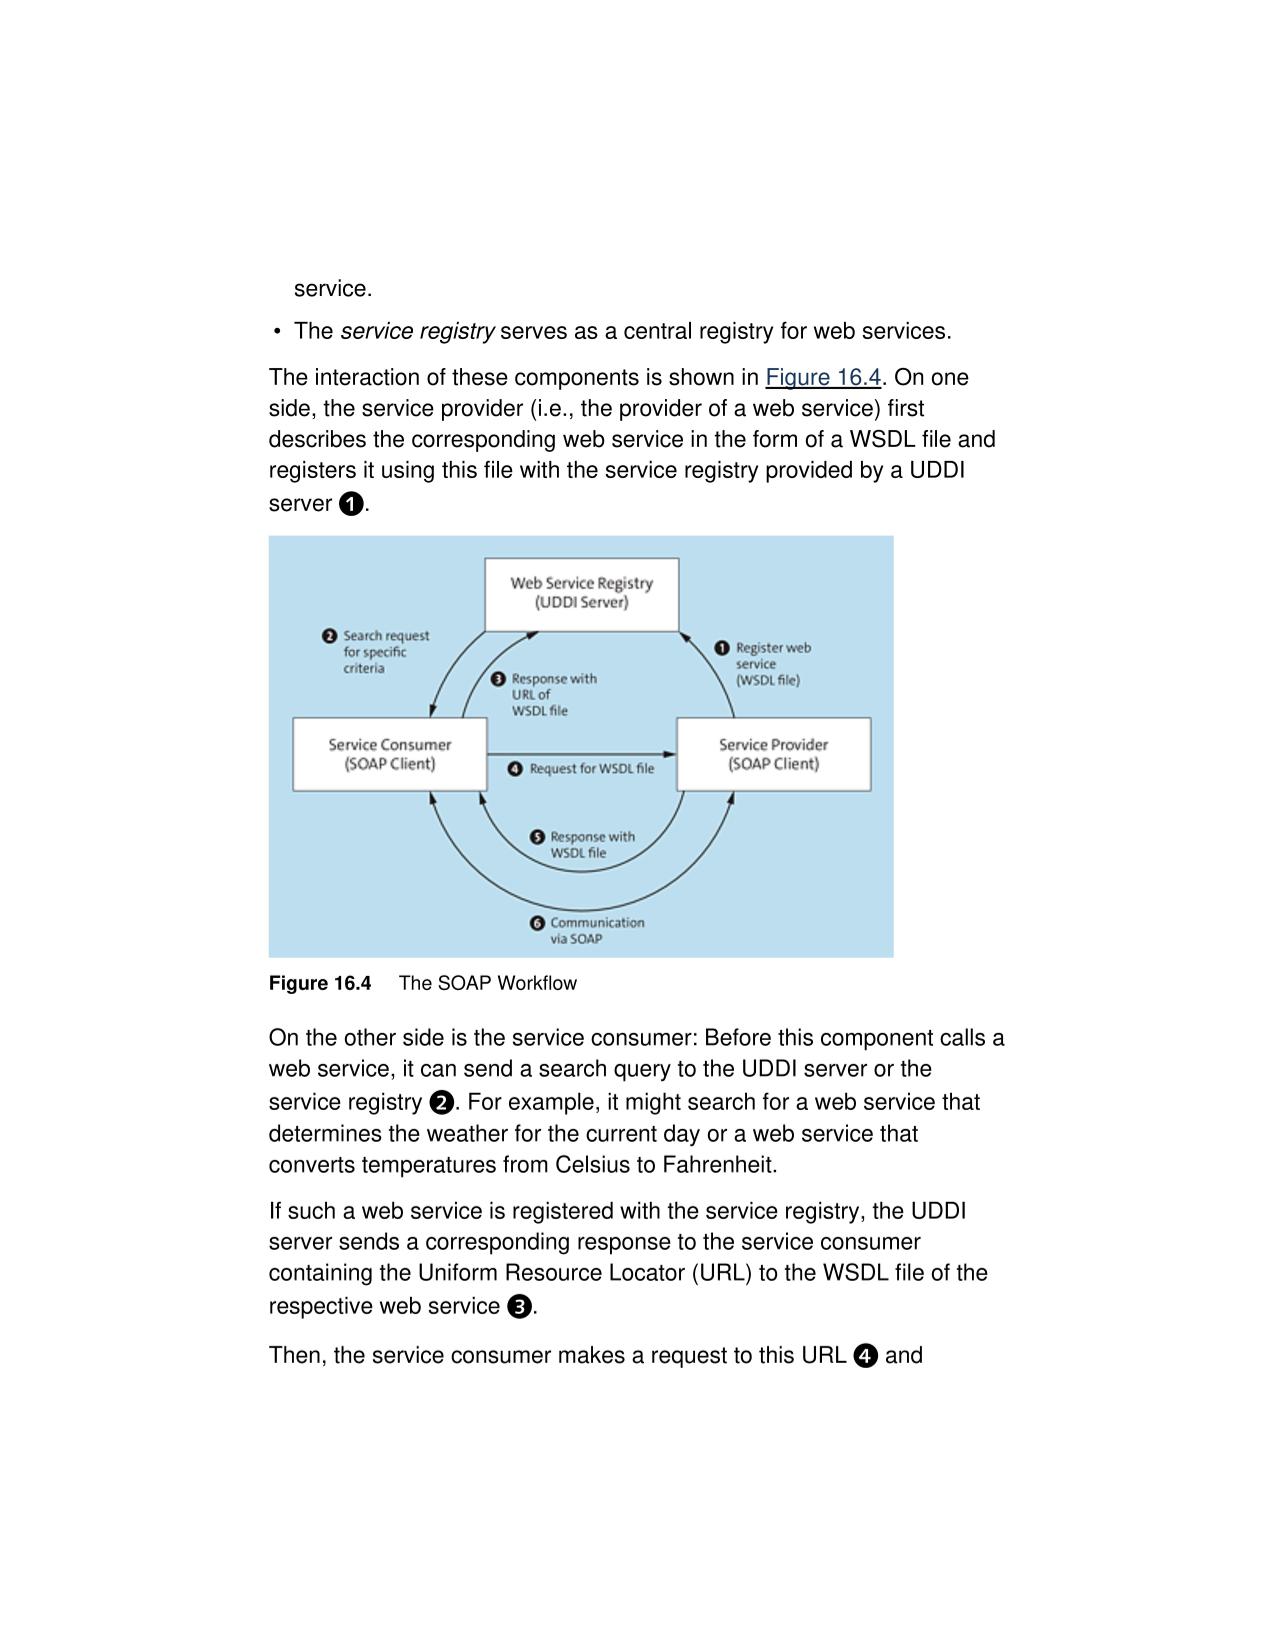 service.
• The service registry serves as a central registry for web services.
The interaction of these components is shown in Figure 16.4. On one
side, the service provider (i.e., the provider of a web service) first
describes the corresponding web service in the form of a WSDL file and
registers it using this file with the service registry provided by a UDDI
server ❶.
Web Service Registry
(UDDI Server)
❷ Search request
for specific
criteria
❶ Register web
service
(WSDL file)
❸ Response with
URL of
WSDL file
Service Consumer
(SOAP Client)
Service Provider
(SOAP Client)
❹ Request for WSDL file
❺ Response with
WSDL file
❻ Communication
via SOAP
Figure 16.4 The SOAP Workflow
On the other side is the service consumer: Before this component calls a
web service, it can send a search query to the UDDI server or the
service registry ❷. For example, it might search for a web service that
determines the weather for the current day or a web service that
converts temperatures from Celsius to Fahrenheit.
If such a web service is registered with the service registry, the UDDI
server sends a corresponding response to the service consumer
containing the Uniform Resource Locator (URL) to the WSDL file of the
respective web service ❸.
Then, the service consumer makes a request to this URL ❹ and